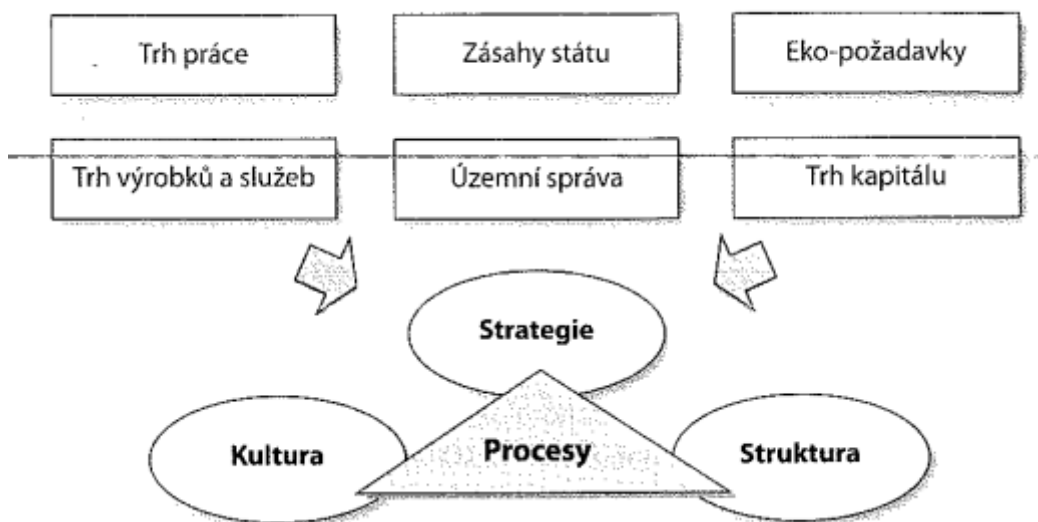 Trh práce
Zásahy státu
Eko-požadavky
Trh výrobků a služeb
Územní správa
Trh kapitálu
Strategie
Kultura
Procesy
Struktura